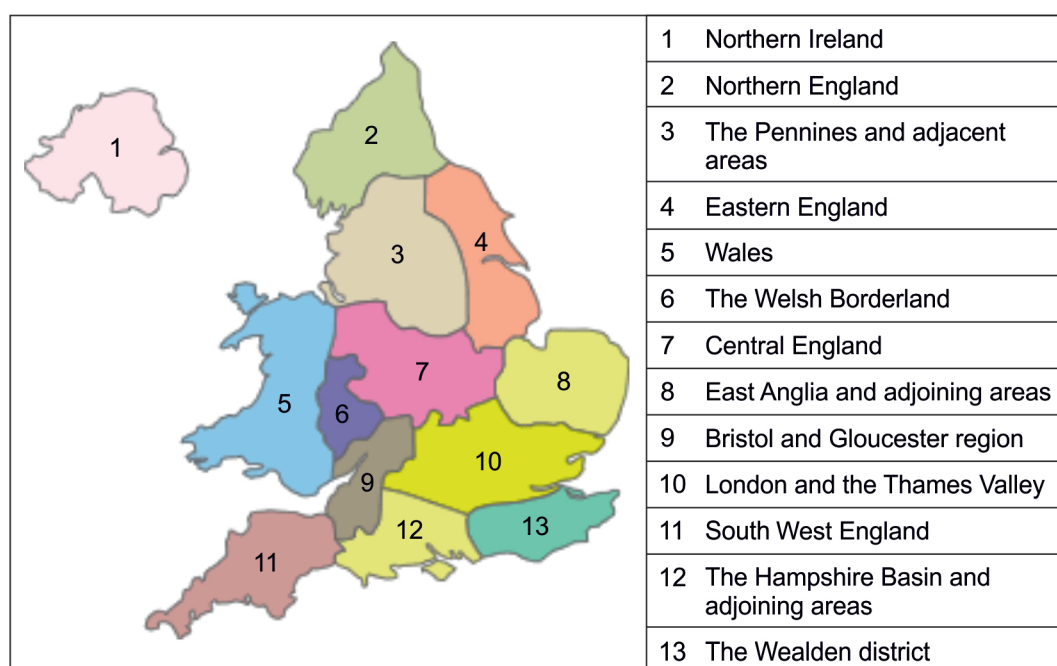 1
2
3
4
5
6
7
8
9
10
11
12
13
1 Northern Ireland
2 Northern England
3 The Pennines and adjacent
areas
4 Eastern England
5 Wales
6 The Welsh Borderland
7 Central England
8 East Anglia and adjoining areas
9 Bristol and Gloucester region
10 London and the Thames Valley
11 South West England
12 The Hampshire Basin and
adjoining areas
13 The Wealden district